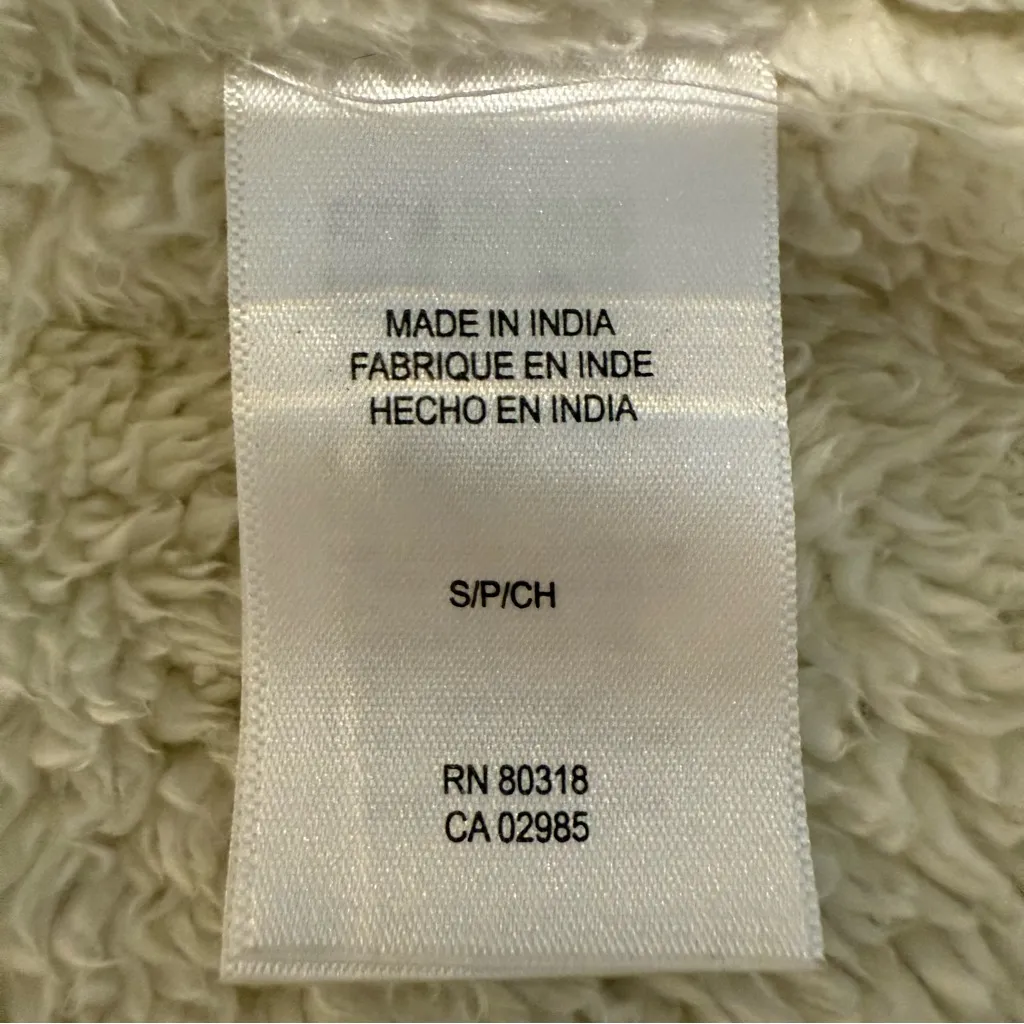 MADE IN INDIA
FABRIQUE EN INDE
HECHO EN INDIA
S/P/CH
RN 80318
CA 02985